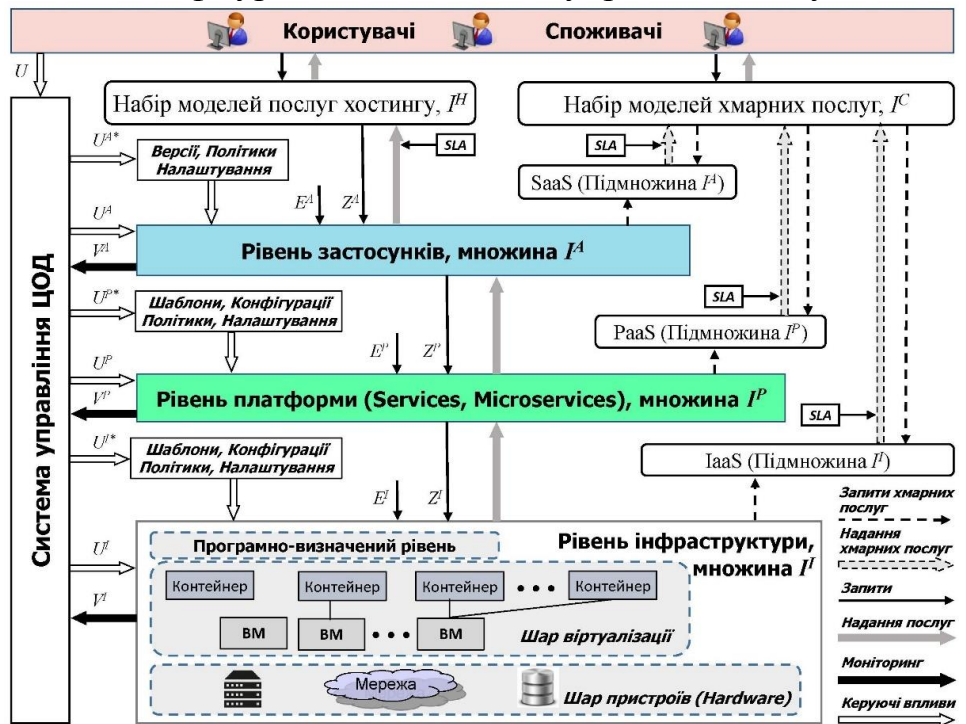 Користувачі
Споживачі
U
Набір моделей послуг хостингу, I^H
Набір моделей хмарних послуг, I^C
U^A*
Версії, Політики
Налаштування
SLA
SLA
SaaS (Підмножина I^A)
E^A
Z^A
U^A
V^A
Рівень застосунків, множина I^A
Система управління ЦОД
U^P*
Шаблони, Конфігурації
Політики, Налаштування
SLA
PaaS (Підмножина I^P)
E^P
Z^P
U^P
V^P
Рівень платформи (Services, Microservices), множина I^P
SLA
U^I*
Шаблони, Конфігурації
Політики, Налаштування
IaaS (Підмножина I^I)
E^I
Z^I
U^I
V^I
Програмно-визначений рівень
Рівень інфраструктури,
множина I^I
Контейнер
Контейнер
Контейнер
Контейнер
ВМ
ВМ
ВМ
Шар віртуалізації
Мережа
Шар пристроїв (Hardware)
Запити хмарних
послуг
Надання
хмарних послуг
Запити
Надання послуг
Моніторинг
Керуючі впливи